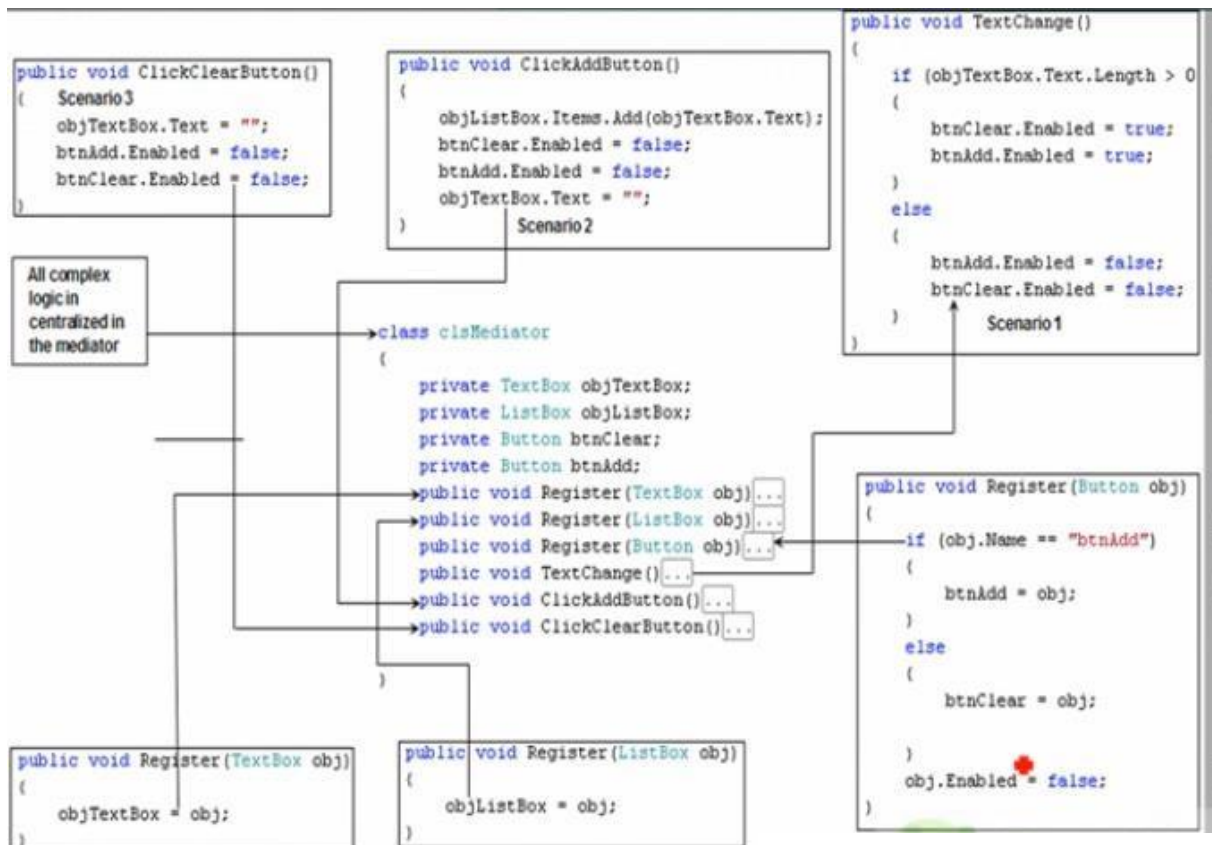 public void ClickClearButton()
{ Scenario 3
objTextBox.Text = "";
btnAdd.Enabled = false;
btnClear.Enabled = false;
}
public void ClickAddButton()
{
objListBox.Items.Add(objTextBox.Text);
btnClear.Enabled = false;
btnAdd.Enabled = false;
objTextBox.Text = "";
} Scenario 2
public void TextChange()
{
if (objTextBox.Text.Length > 0
{
btnClear.Enabled = true;
btnAdd.Enabled = true;
}
else
{
btnAdd.Enabled = false;
btnClear.Enabled = false;
} Scenario 1
}
All complex
logic in
centralized in
the mediator
class clsMediator
{
private TextBox objTextBox;
private ListBox objListBox;
private Button btnClear;
private Button btnAdd;
public void Register(TextBox obj)...
public void Register(ListBox obj)...
public void Register(Button obj)...
public void TextChange()...
public void ClickAddButton()...
public void ClickClearButton()...
}
public void Register(Button obj)
{
if (obj.Name == "btnAdd")
{
btnAdd = obj;
}
else
{
btnClear = obj;
}
obj.Enabled = false;
}
public void Register(TextBox obj)
{
objTextBox = obj;
}
public void Register(ListBox obj)
{
objListBox = obj;
}